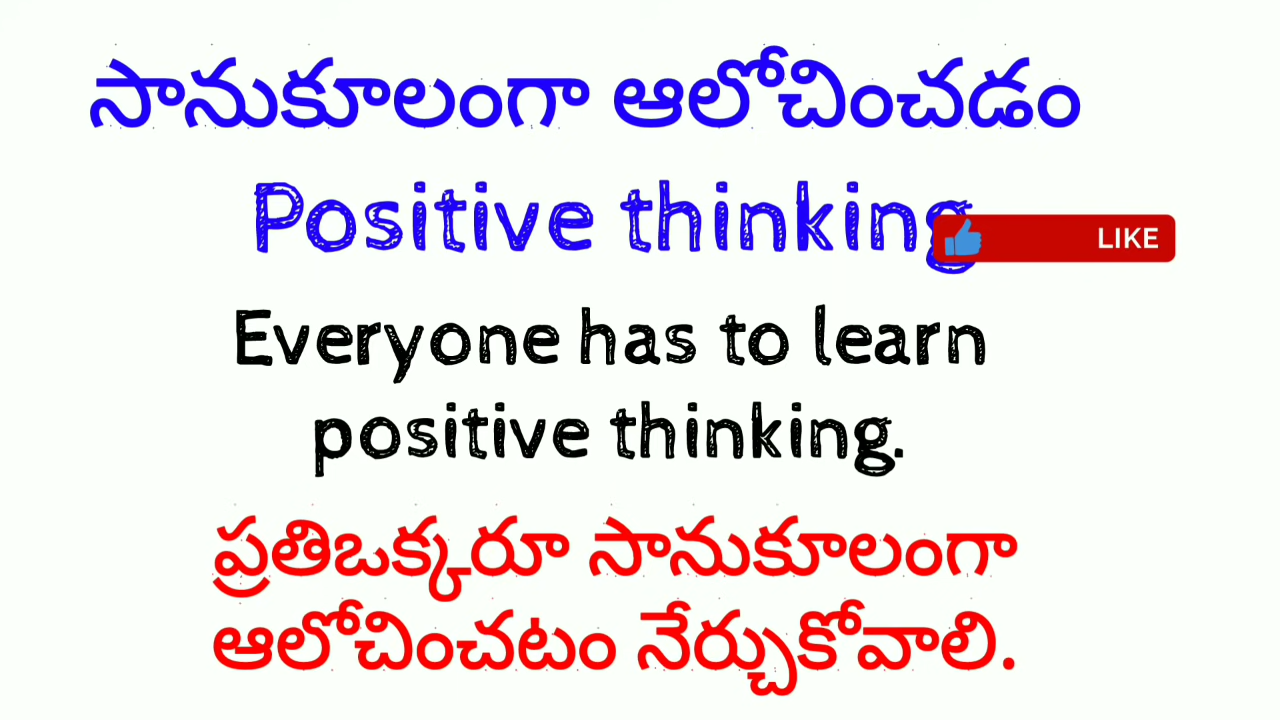 సానుకూలంగా ఆలోచించడం
Positive thinking
LIKE
Everyone has to learn
positive thinking.
ప్రతిఒక్కరూ సానుకూలంగా
ఆలోచించటం నేర్చుకోవాలి.